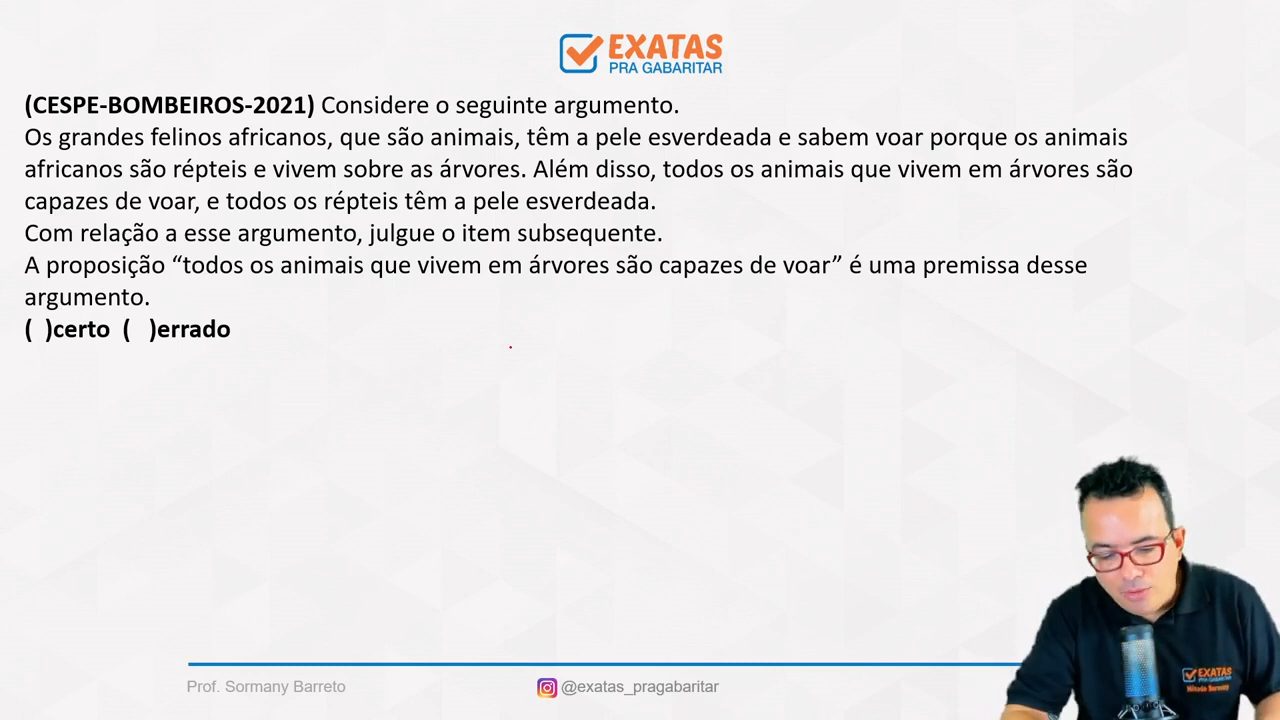 EXATAS
PRA GABARITAR
(CESPE-BOMBEIROS-2021) Considere o seguinte argumento.
Os grandes felinos africanos, que são animais, têm a pele esverdeada e sabem voar porque os animais
africanos são répteis e vivem sobre as árvores. Além disso, todos os animais que vivem em árvores são
capazes de voar, e todos os répteis têm a pele esverdeada.
Com relação a esse argumento, julgue o item subsequente.
A proposição “todos os animais que vivem em árvores são capazes de voar” é uma premissa desse
argumento.
( )certo ( )errado
EXATAS
PRA GABARITAR
Prof. Sormany Barreto
@exatas_pragabaritar